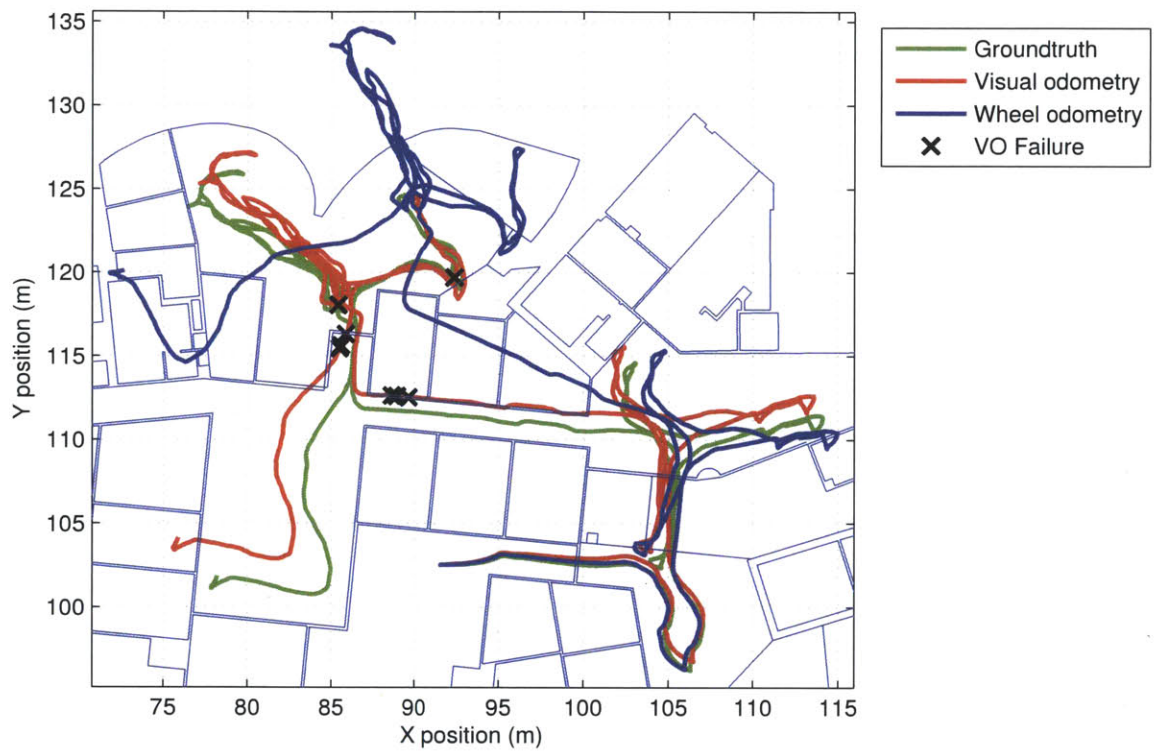 135
130
125
120
115
110
105
100
Y position (m)
75
80
85
90
95
100
105
110
115
X position (m)
Groundtruth
Visual odometry
Wheel odometry
VO Failure